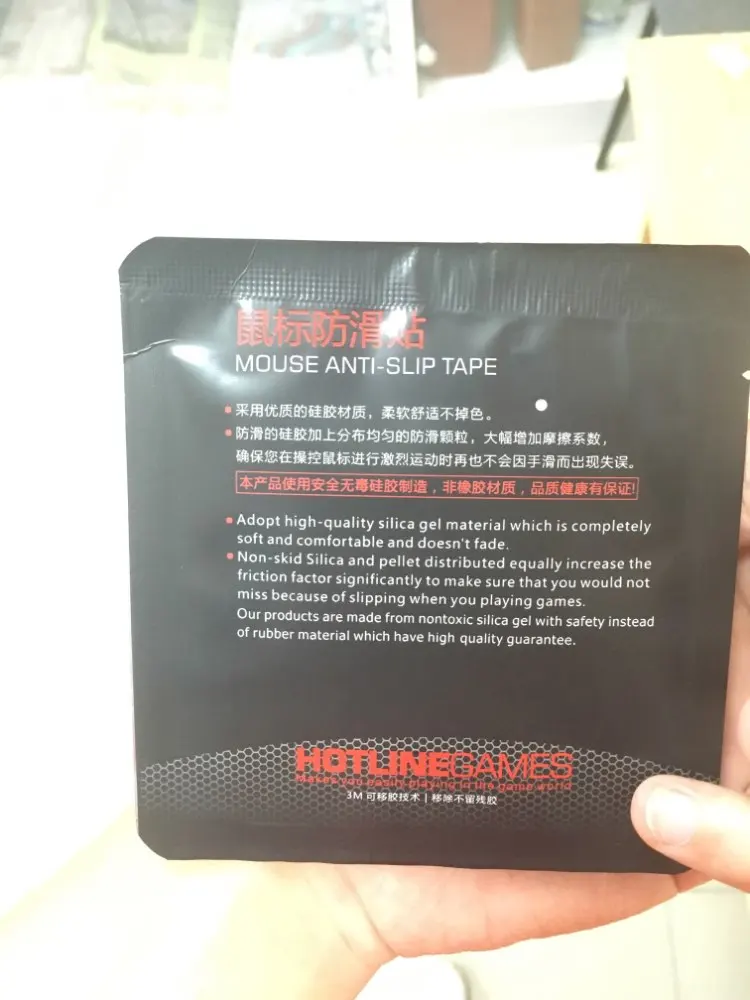 鼠标防滑贴
MOUSE ANTI-SLIP TAPE
采用优质的硅胶材质，柔软舒适不掉色。
防滑的硅胶加上分布均匀的防滑颗粒，大幅增加摩擦系数，
确保您在操控鼠标进行激烈运动时再也不会因手滑而出现失误。
本产品使用安全无毒硅胶制造，非橡胶材质，品质健康有保证!
Adopt high-quality silica gel material which is completely
soft and comfortable and doesn't fade.
Non-skid Silica and pellet distributed equally increase the
friction factor significantly to make sure that you would not
miss because of slipping when you playing games.
Our products are made from nontoxic silica gel with safety instead
of rubber material which have high quality guarantee.
HOTLINEGAMES
Makes you easily playing in the game world
3M 可移胶技术 | 移除不留残胶